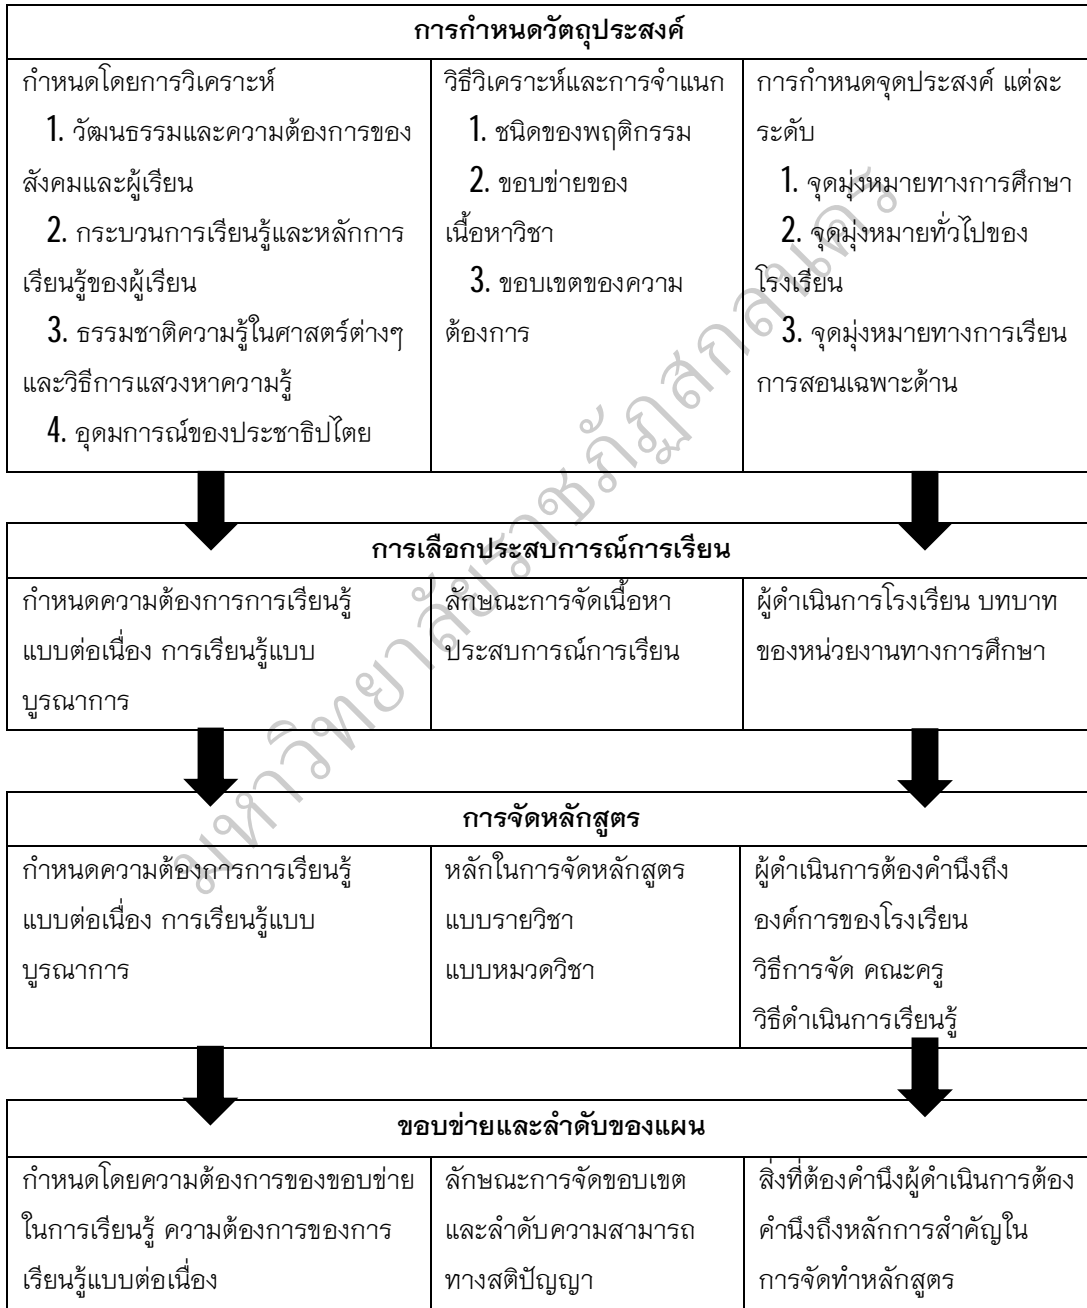 การกำหนดวัตถุประสงค์
กำหนดโดยการวิเคราะห์
1. วัฒนธรรมและความต้องการของ
สังคมและผู้เรียน
2. กระบวนการเรียนรู้และหลักการ
เรียนรู้ของผู้เรียน
3. ธรรมชาติความรู้ในศาสตร์ต่างๆ
และวิธีการแสวงหาความรู้
4. อุดมการณ์ของประชาธิปไตย
วิธีวิเคราะห์และการจำแนก
1. ชนิดของพฤติกรรม
2. ขอบข่ายของ
เนื้อหาวิชา
3. ขอบเขตของความ
ต้องการ
การกำหนดจุดประสงค์ แต่ละ
ระดับ
1. จุดมุ่งหมายทางการศึกษา
2. จุดมุ่งหมายทั่วไปของ
โรงเรียน
3. จุดมุ่งหมายทางการเรียน
การสอนเฉพาะด้าน
การเลือกประสบการณ์การเรียน
กำหนดความต้องการการเรียนรู้
แบบต่อเนื่อง การเรียนรู้แบบ
บูรณาการ
ลักษณะการจัดเนื้อหา
ประสบการณ์การเรียน
ผู้ดำเนินการโรงเรียน บทบาท
ของหน่วยงานทางการศึกษา
การจัดหลักสูตร
กำหนดความต้องการการเรียนรู้
แบบต่อเนื่อง การเรียนรู้แบบ
บูรณาการ
หลักในการจัดหลักสูตร
แบบรายวิชา
แบบหมวดวิชา
ผู้ดำเนินการต้องคำนึงถึง
องค์การของโรงเรียน
วิธีการจัด คณะครู
วิธีดำเนินการเรียนรู้
ขอบข่ายและลำดับของแผน
กำหนดโดยความต้องการของขอบข่าย
ในการเรียนรู้ ความต้องการของการ
เรียนรู้แบบต่อเนื่อง
ลักษณะการจัดขอบเขต
และลำดับความสามารถ
ทางสติปัญญา
สิ่งที่ต้องคำนึงผู้ดำเนินการต้อง
คำนึงถึงหลักการสำคัญใน
การจัดทำหลักสูตร
มหาวิทยาลัยราชภัฏสกลนคร